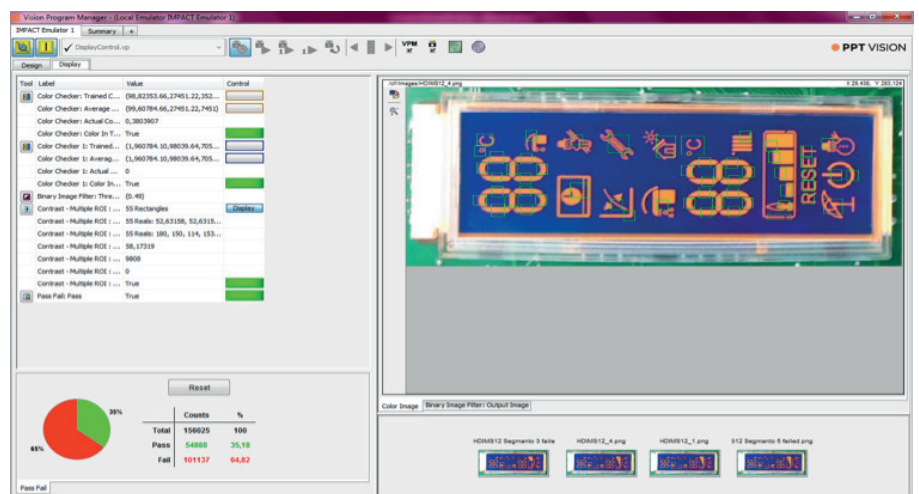 Vision Program Manager - (Local Emulator IMPACT Emulator 1)
IMPACT Emulator 1 Summary +
DisplayControl.vp VPM
PPT VISION
Design Display
Tool Label Value Control
Color Checker: Trained C... (98,82353.66,27451.22,352...
Color Checker: Average ... (99,60784.66,27451.22,7451)
Color Checker: Actual Co... 0,3803907
Color Checker: Color In T... True
Color Checker 1: Trained... (1,960784.10,98039.64,705...
Color Checker 1: Averag... (1,960784.10,98039.64,705...
Color Checker 1: Actual ... 0
Color Checker 1: Color In... True
Binary Image Filter: Thre... (0.49)
Contrast - Multiple ROI : ... 55 Rectangles Display
Contrast - Multiple ROI : ... 55 Reals: 52,63158, 52,6315...
Contrast - Multiple ROI : ... 55 Reals: 180, 150, 114, 153...
Contrast - Multiple ROI : ... 58,17319
Contrast - Multiple ROI : ... 9808
Contrast - Multiple ROI : ... 0
Contrast - Multiple ROI : ... True
Pass Fail: Pass True
X 29.436, Y 293.124
°C 88 °C 88 RESET
Color Image Binary Image Filter: Output Image
Reset
35%
65%
Counts %
Total 156025 100
Pass 54888 35,18
Fail 101137 64,82
HDIMS12 Segmento 3 faile HDIMS12_4.png HDIMS12_1.png S12 Segmento 5 failed.png
Pass Fail